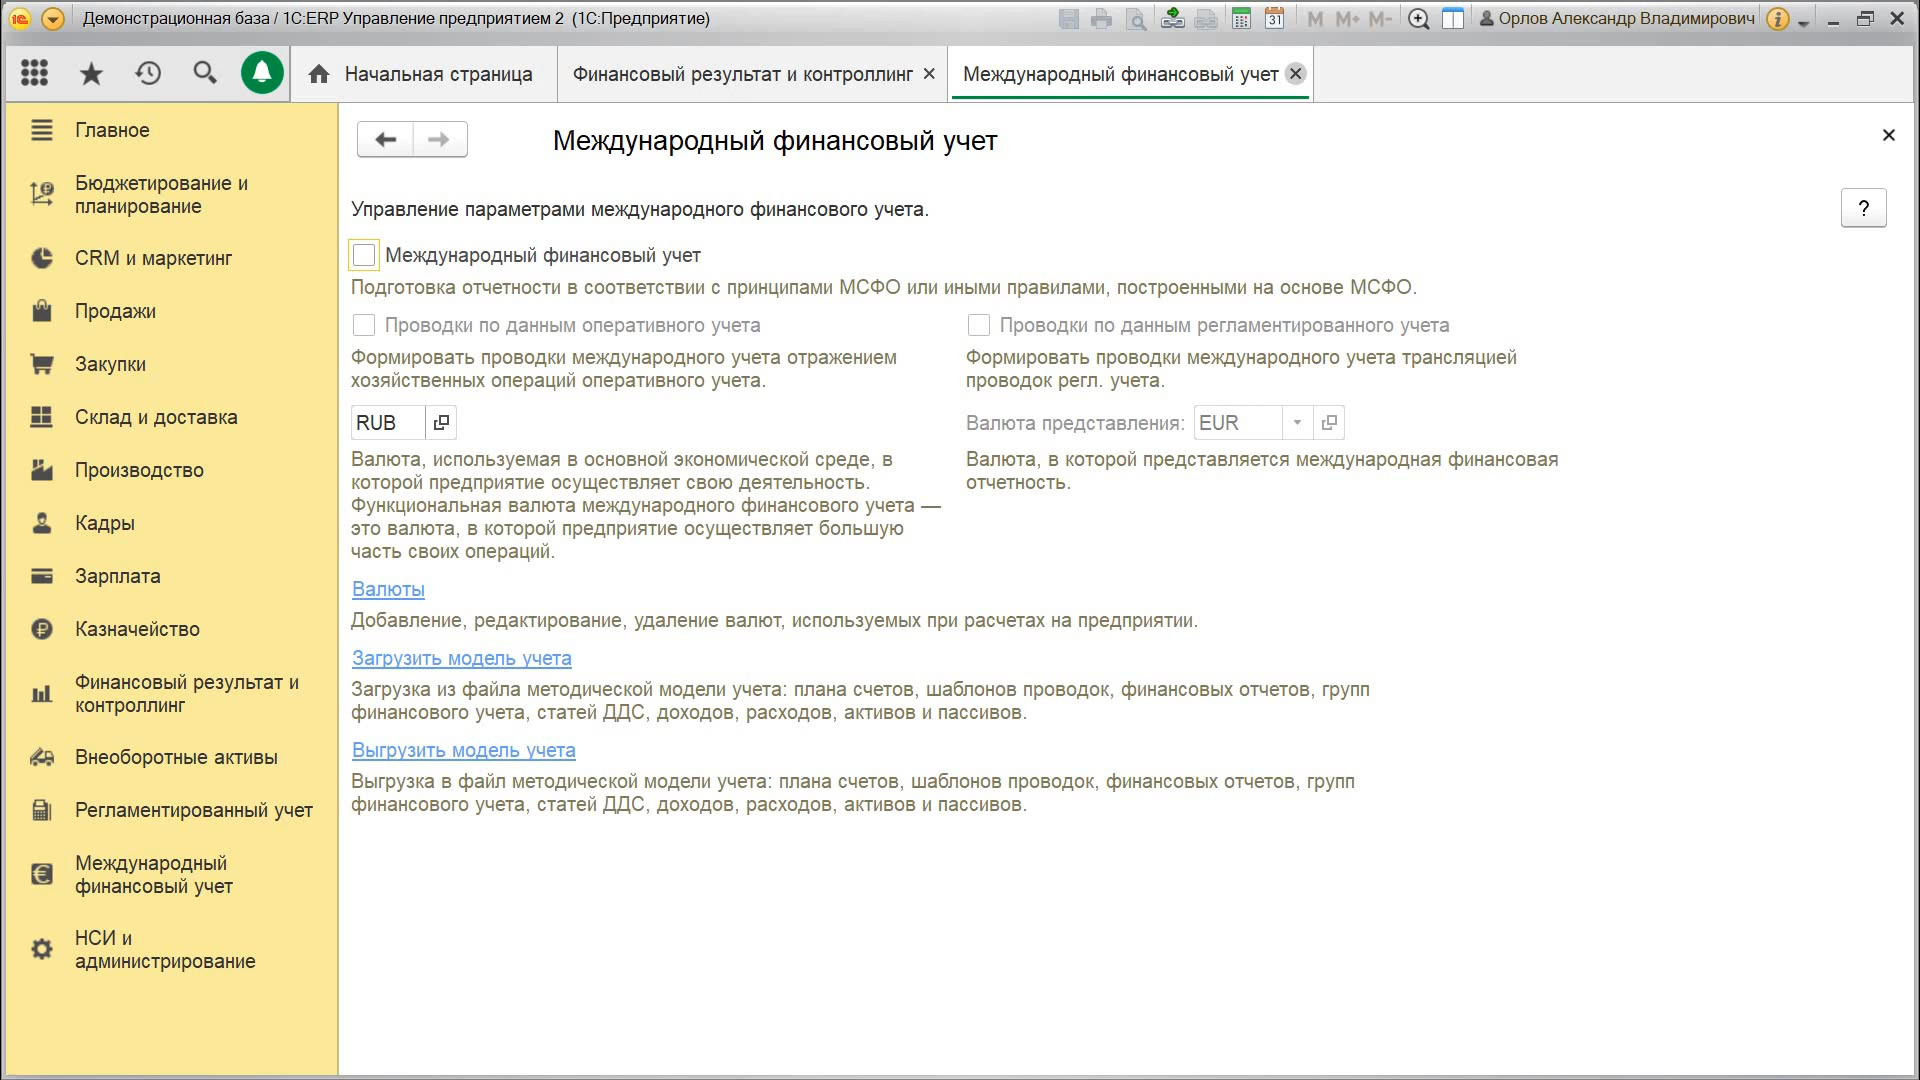 Демонстрационная база / 1С:ERP Управление предприятием 2 (1С:Предприятие)
M M+ M-
31
Орлов Александр Владимирович
Начальная страница
Финансовый результат и контроллинг
Международный финансовый учет
Главное
Бюджетирование и
планирование
CRM и маркетинг
Продажи
Закупки
Склад и доставка
Производство
Кадры
Зарплата
Казначейство
Финансовый результат и
контроллинг
Внеоборотные активы
Регламентированный учет
Международный
финансовый учет
НСИ и
администрирование
Международный финансовый учет
Управление параметрами международного финансового учета.
?
Международный финансовый учет
Подготовка отчетности в соответствии с принципами МСФО или иными правилами, построенными на основе МСФО.
Проводки по данным оперативного учета
Формировать проводки международного учета отражением
хозяйственных операций оперативного учета.
Проводки по данным регламентированного учета
Формировать проводки международного учета трансляцией
проводок регл. учета.
RUB
Валюта, используемая в основной экономической среде, в
которой предприятие осуществляет свою деятельность.
Функциональная валюта международного финансового учета —
это валюта, в которой предприятие осуществляет большую
часть своих операций.
Валюта представления: EUR
Валюта, в которой представляется международная финансовая
отчетность.
Валюты
Добавление, редактирование, удаление валют, используемых при расчетах на предприятии.
Загрузить модель учета
Загрузка из файла методической модели учета: плана счетов, шаблонов проводок, финансовых отчетов, групп
финансового учета, статей ДДС, доходов, расходов, активов и пассивов.
Выгрузить модель учета
Выгрузка в файл методической модели учета: плана счетов, шаблонов проводок, финансовых отчетов, групп
финансового учета, статей ДДС, доходов, расходов, активов и пассивов.